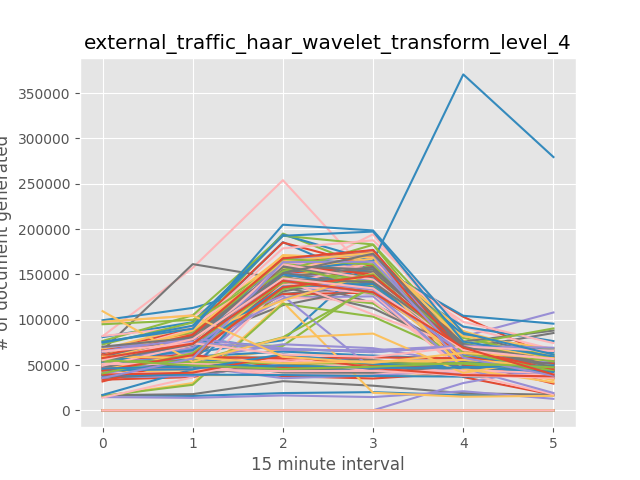 external_traffic_haar_wavelet_transform_level_4
350000
300000
250000
200000
150000
100000
50000
0
# of document generated
0 1 2 3 4 5
15 minute interval